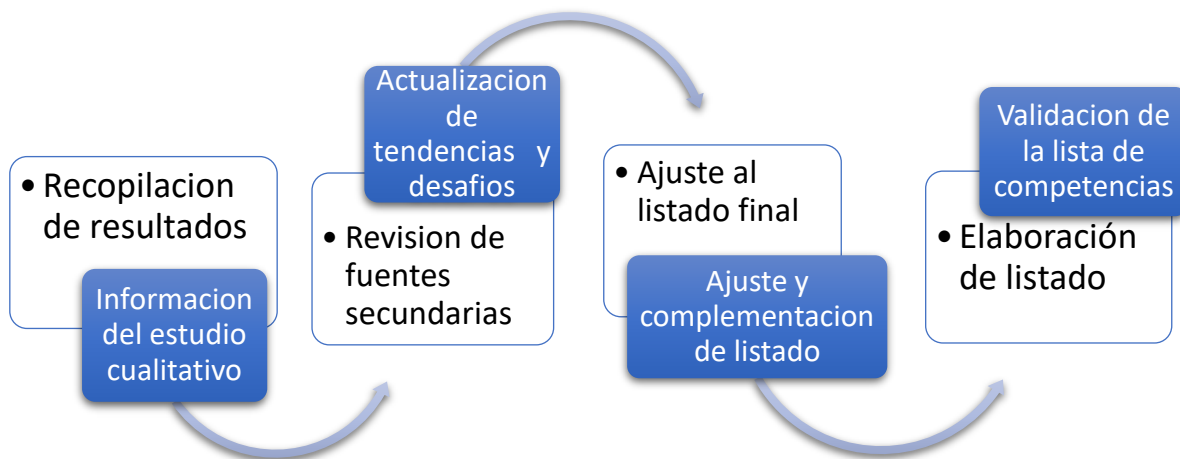 • Recopilacion
de resultados
Informacion
del estudio
cualitativo
Actualizacion
de
tendencias y
desafios
• Revision de
fuentes
secundarias
• Ajuste al
listado final
Ajuste y
complementacion
de listado
Validacion de
la lista de
competencias
• Elaboración
de listado